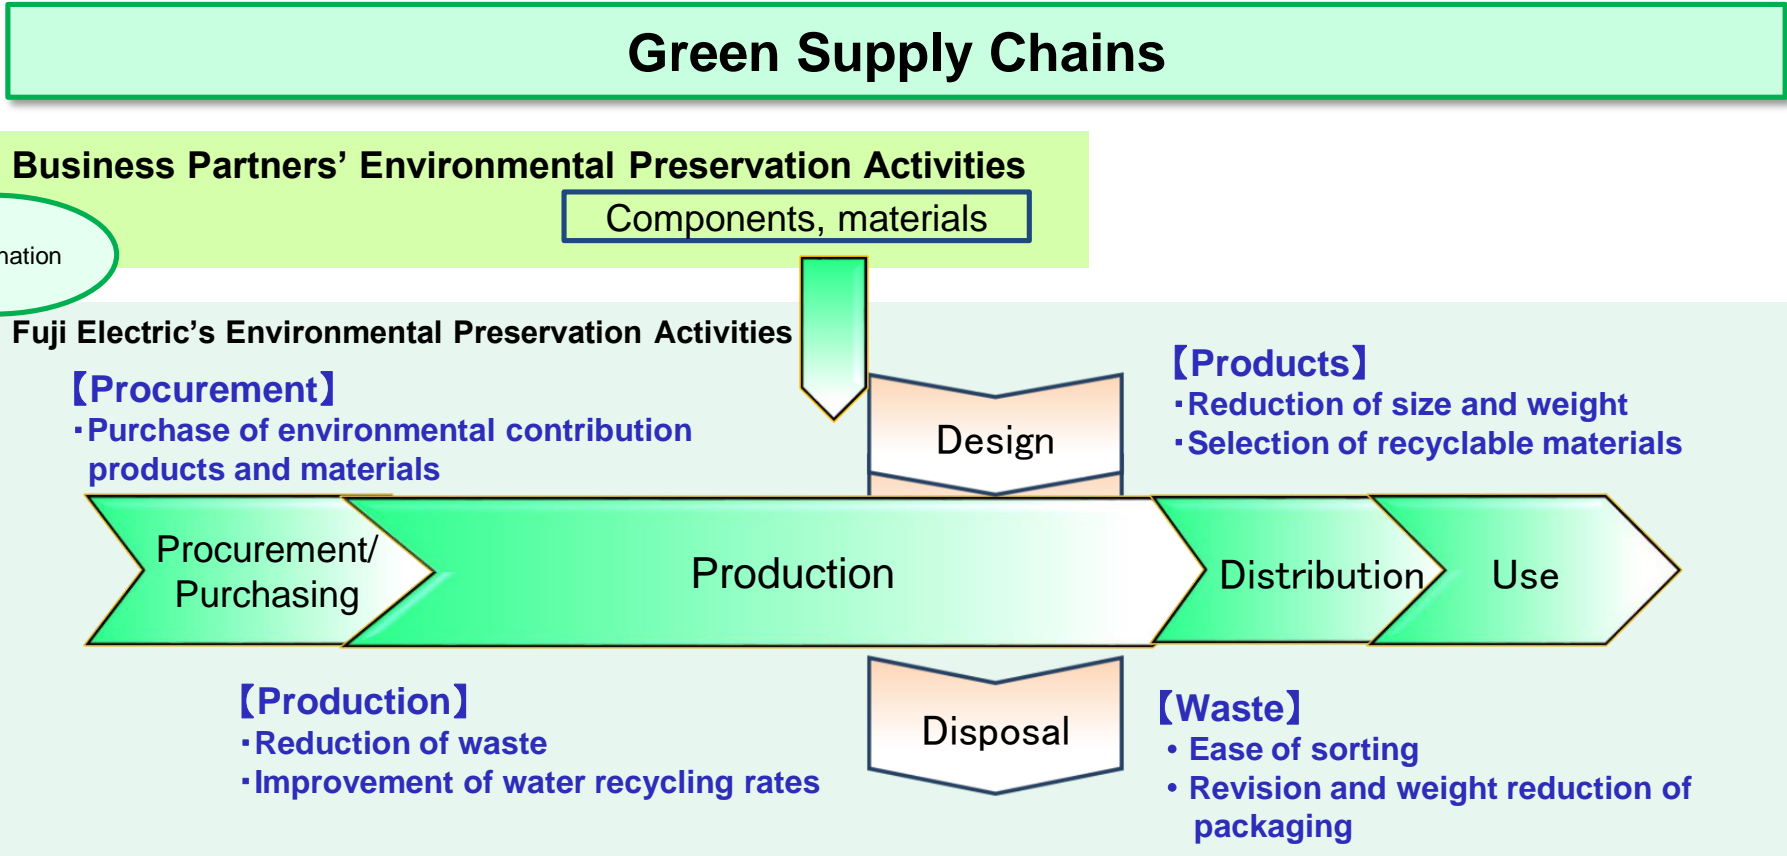 Green Supply Chains
Business Partners’ Environmental Preservation Activities
Components, materials
Fuji Electric’s Environmental Preservation Activities
【Procurement】
・Purchase of environmental contribution
products and materials
【Products】
・Reduction of size and weight
・Selection of recyclable materials
Design
Procurement/
Purchasing
Production
Distribution
Use
【Production】
・Reduction of waste
・Improvement of water recycling rates
Disposal
【Waste】
• Ease of sorting
• Revision and weight reduction of
packaging